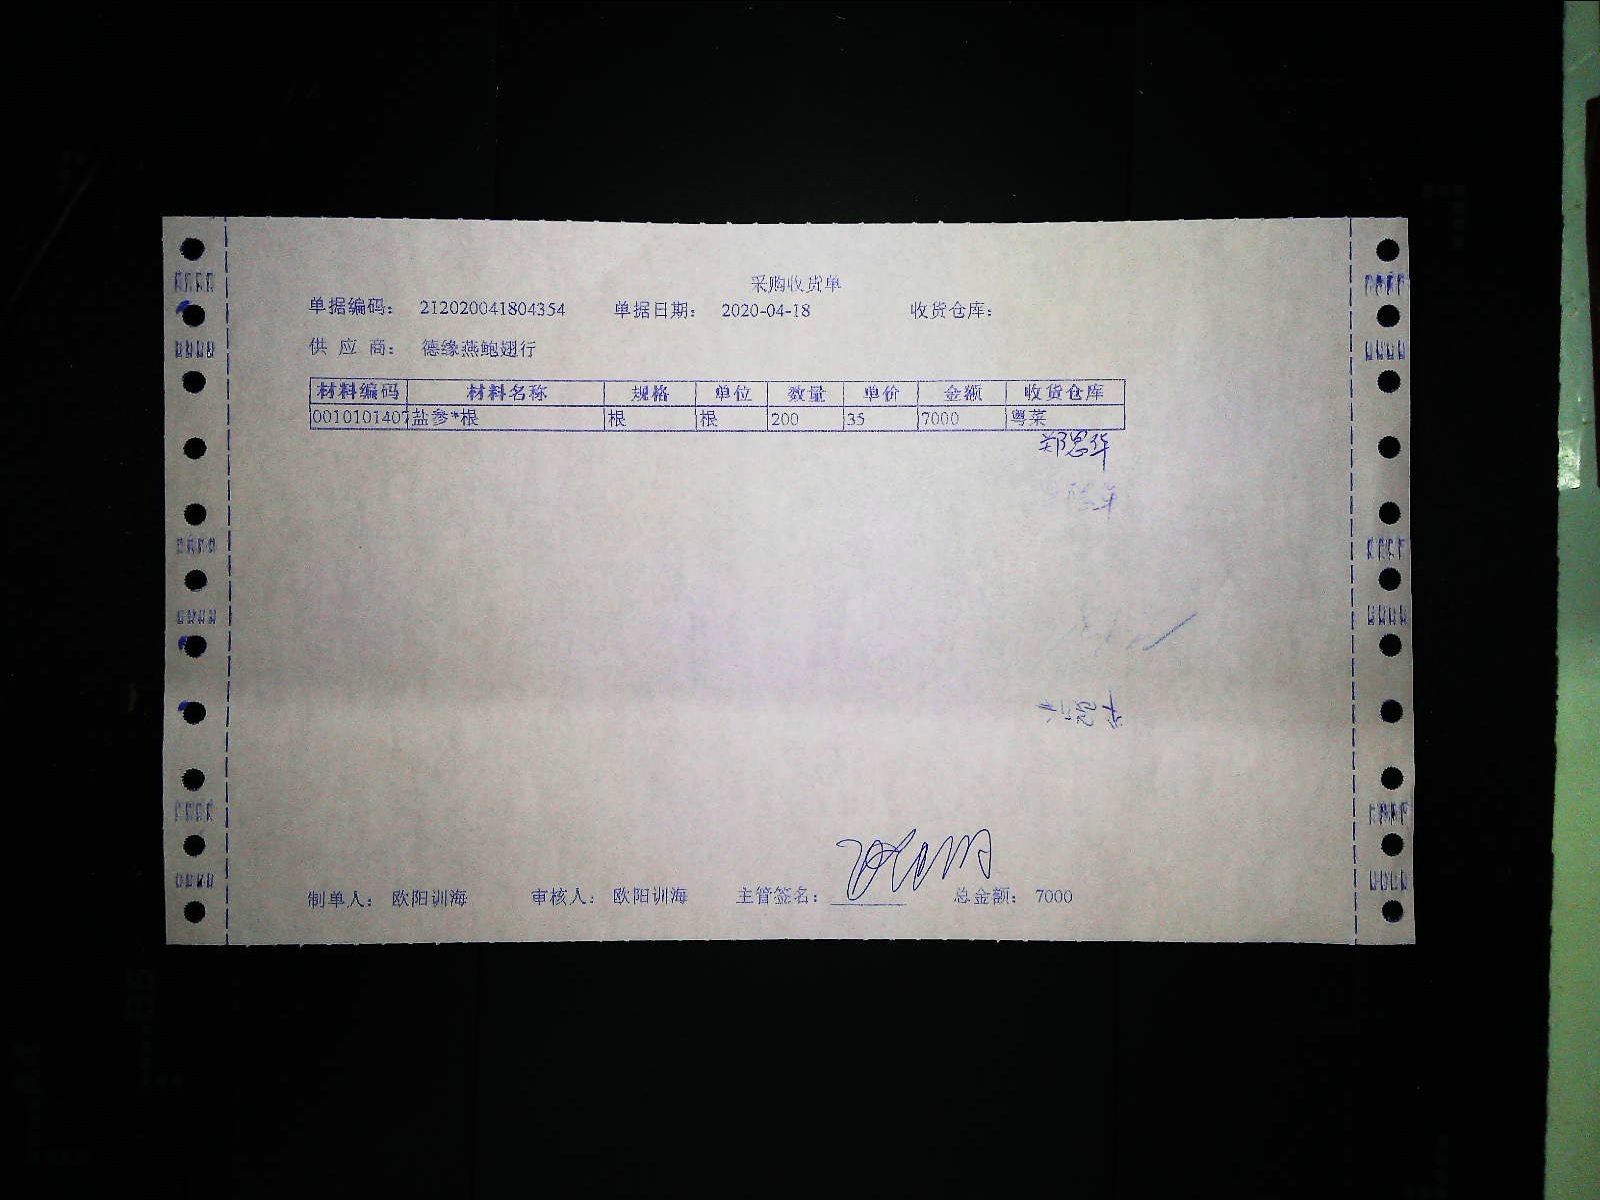 采购收货单
单据编码： 212020041804354 单据日期： 2020-04-18 收货仓库：
供 应 商： 德缘燕鲍翅行
材料编码 材料名称 规格 单位 数量 单价 金额 收货仓库
0010101407 盐参*根 根 根 200 35 7000 粤菜
郑思华
制单人： 欧阳训海 审核人： 欧阳训海 主管签名： 总金额： 7000